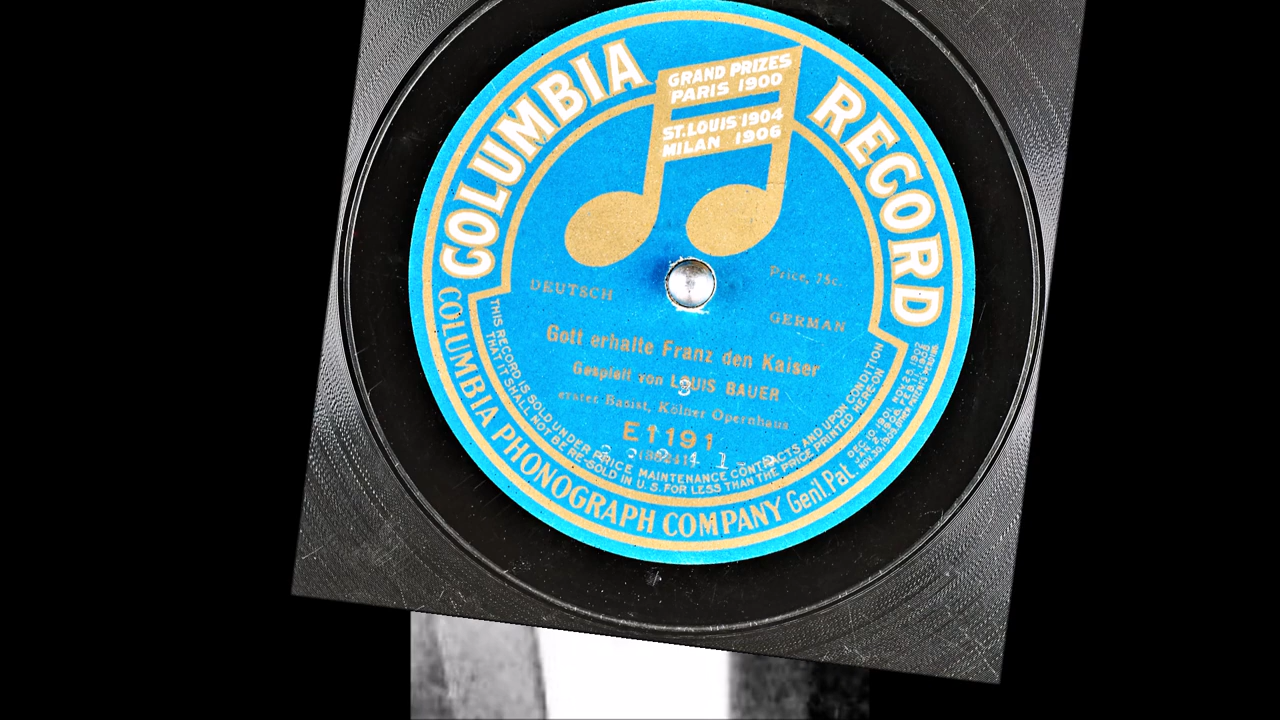 COLUMBIA RECORD
GRAND PRIZES
PARIS 1900
ST. LOUIS 1904
MILAN 1906
Price, 75c.
DEUTSCH
GERMAN
Gott erhalte Franz den Kaiser
Gespielt von LOUIS BAUER
erster Basist, Kölner Opernhaus
E1191
THIS RECORD IS SOLD UNDER PRICE MAINTENANCE CONTRACTS AND UPON CONDITION
THAT IT SHALL NOT BE RE-SOLD IN U.S. FOR LESS THAN THE PRICE PRINTED HEREON
COLUMBIA PHONOGRAPH COMPANY Gen'l. Pat.